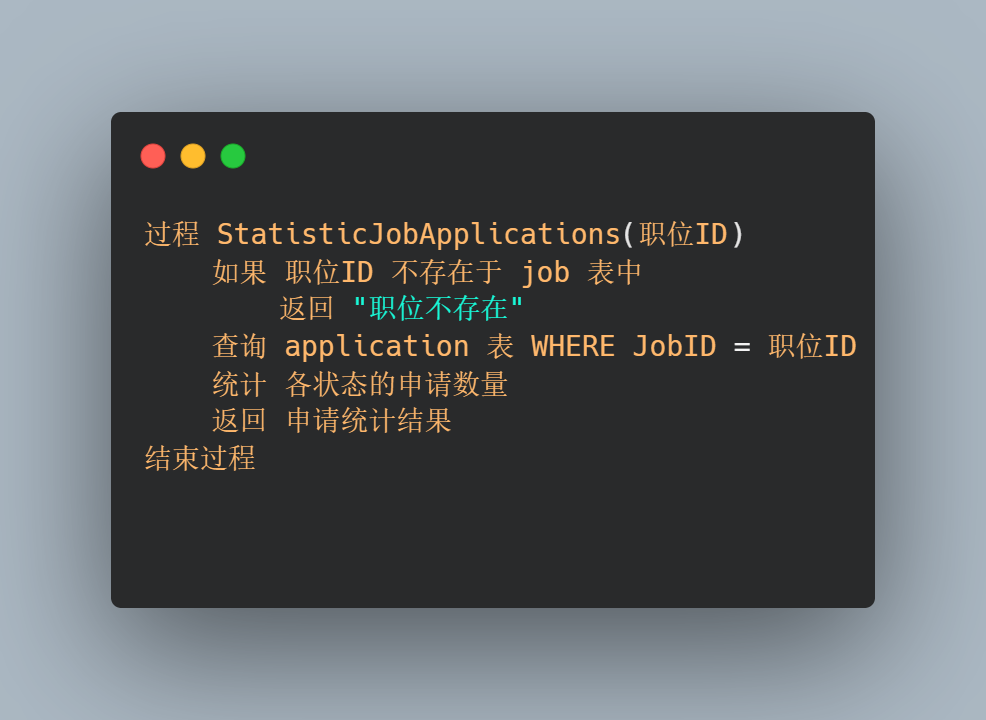 过程 StatisticJobApplications(职位ID)
    如果 职位ID 不存在于 job 表中
        返回 "职位不存在"
    查询 application 表 WHERE JobID = 职位ID
    统计 各状态的申请数量
    返回 申请统计结果
结束过程